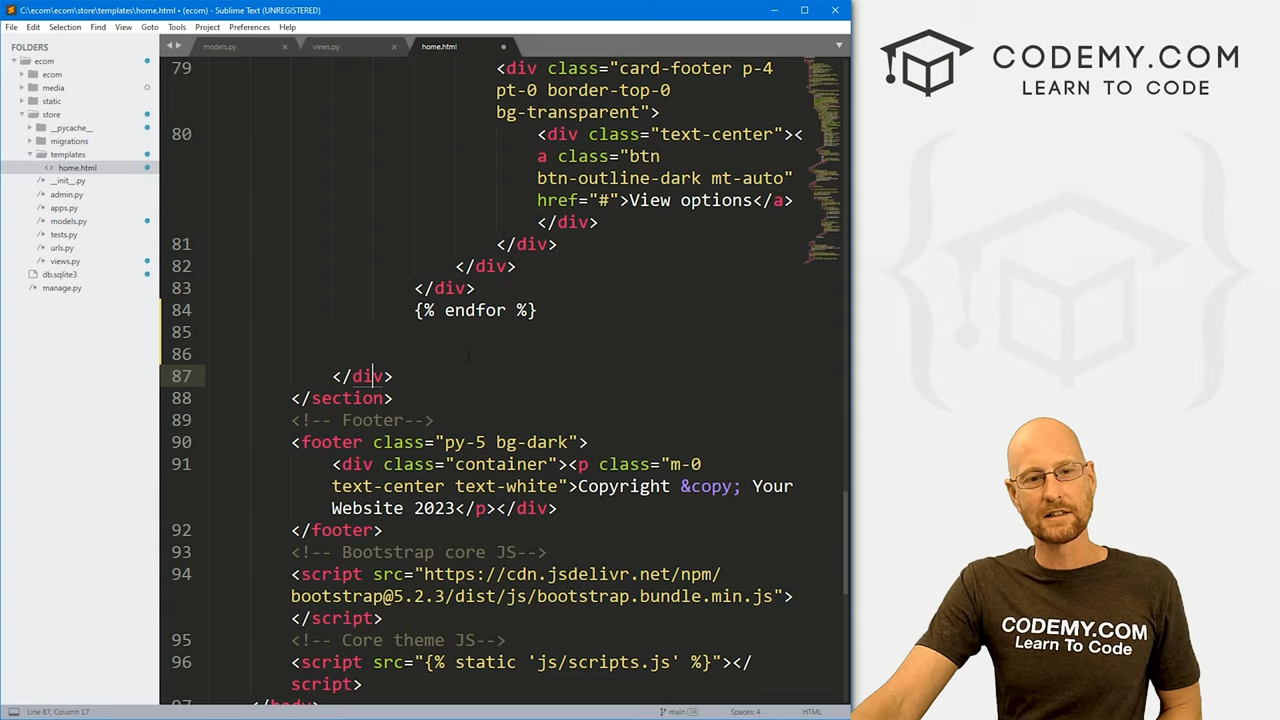 C:\ecom\ecom\store\templates\home.html • (ecom) - Sublime Text (UNREGISTERED)
File Edit Selection Find View Goto Tools Project Preferences Help
FOLDERS
ecom
ecom
media
static
store
__pycache__
migrations
templates
home.html
__init__.py
admin.py
apps.py
models.py
tests.py
urls.py
views.py
db.sqlite3
manage.py
models.py views.py home.html
79 <div class="card-footer p-4
pt-0 border-top-0
bg-transparent">
80 <div class="text-center"><
a class="btn
btn-outline-dark mt-auto"
href="#">View options</a>
</div>
81 </div>
82 </div>
83 </div>
84 {% endfor %}
85
86
87 </div>
88 </section>
89 <!-- Footer-->
90 <footer class="py-5 bg-dark">
91 <div class="container"><p class="m-0
text-center text-white">Copyright &copy; Your
Website 2023</p></div>
92 </footer>
93 <!-- Bootstrap core JS-->
94 <script src="https://cdn.jsdelivr.net/npm/
bootstrap@5.2.3/dist/js/bootstrap.bundle.min.js">
</script>
95 <!-- Core theme JS-->
96 <script src="{% static 'js/scripts.js' %}"></
script>
97 </body>
Line 87, Column 17
main 14
Spaces: 4
HTML
CODEMY.COM
LEARN TO CODE
CODEMY.COM
Learn To Code